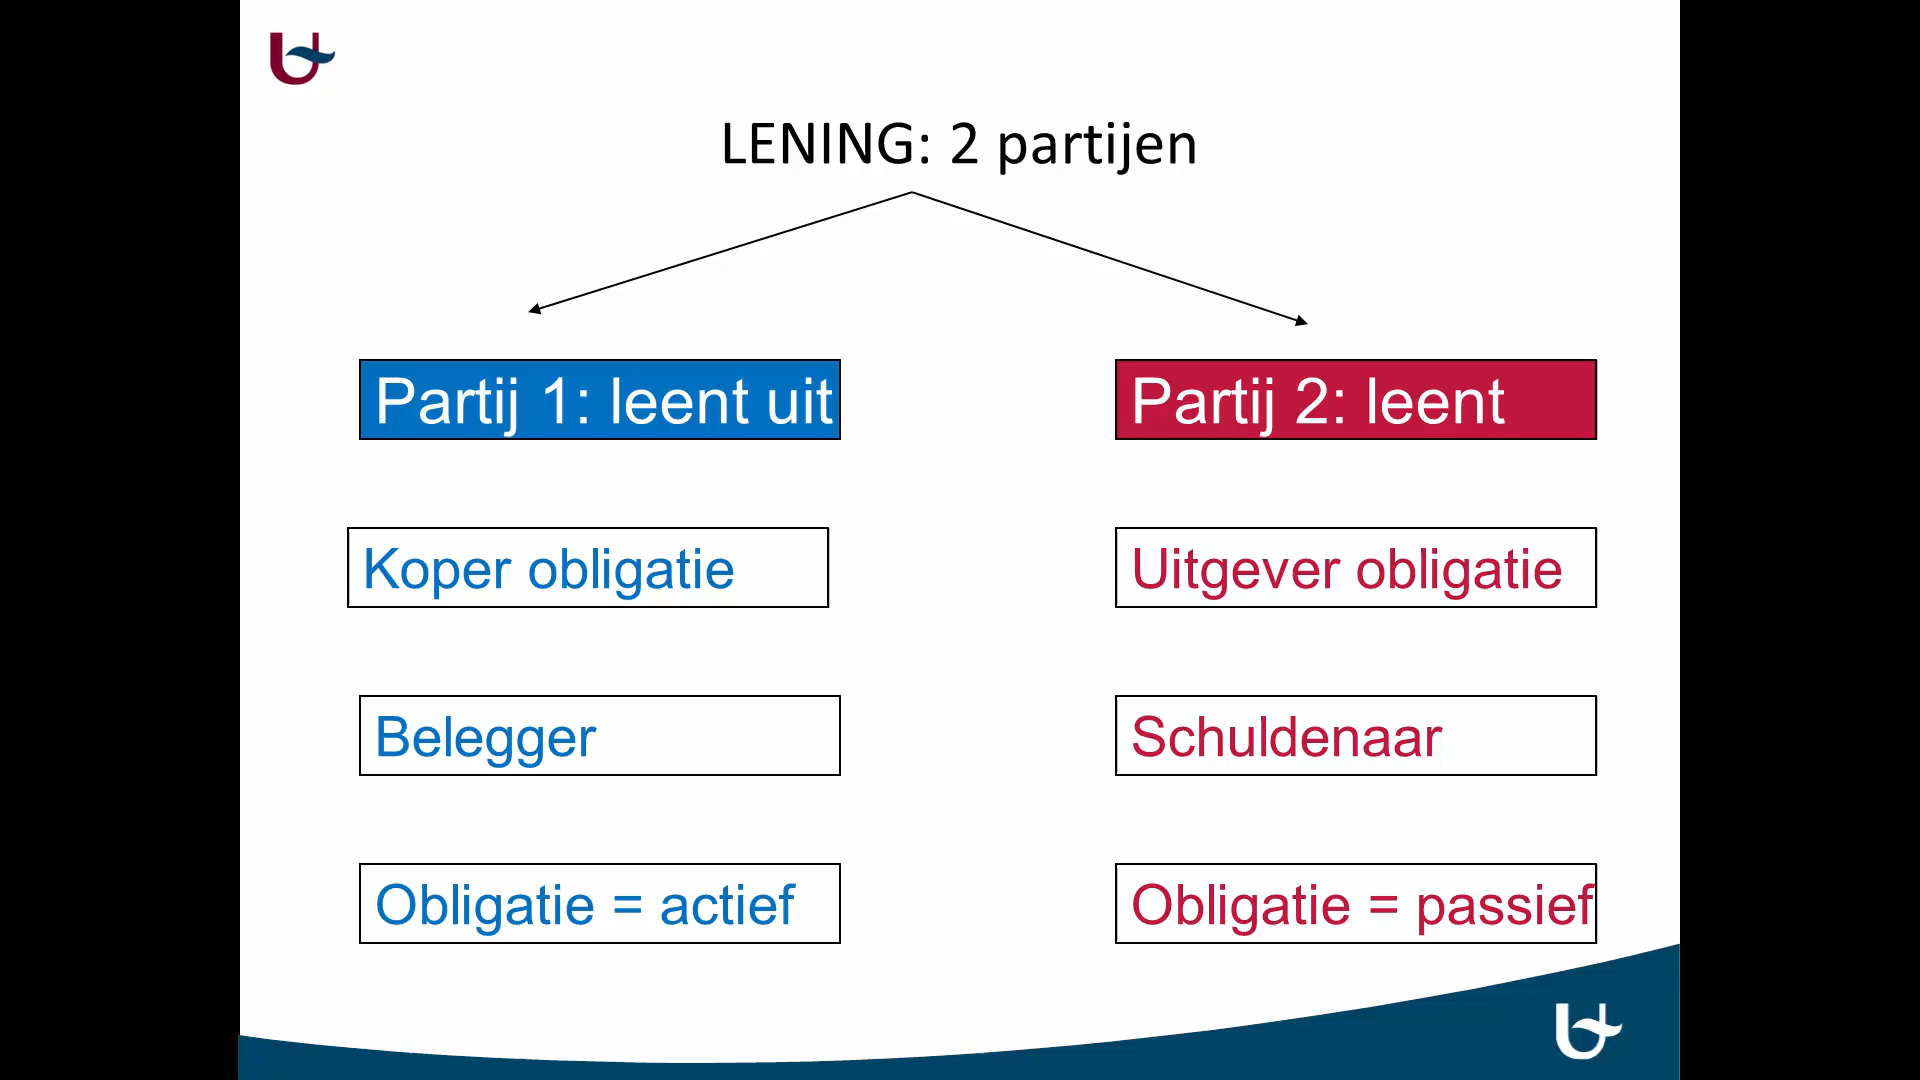 LENING: 2 partijen
Partij 1: leent uit
Partij 2: leent
Koper obligatie
Uitgever obligatie
Belegger
Schuldenaar
Obligatie = actief
Obligatie = passief